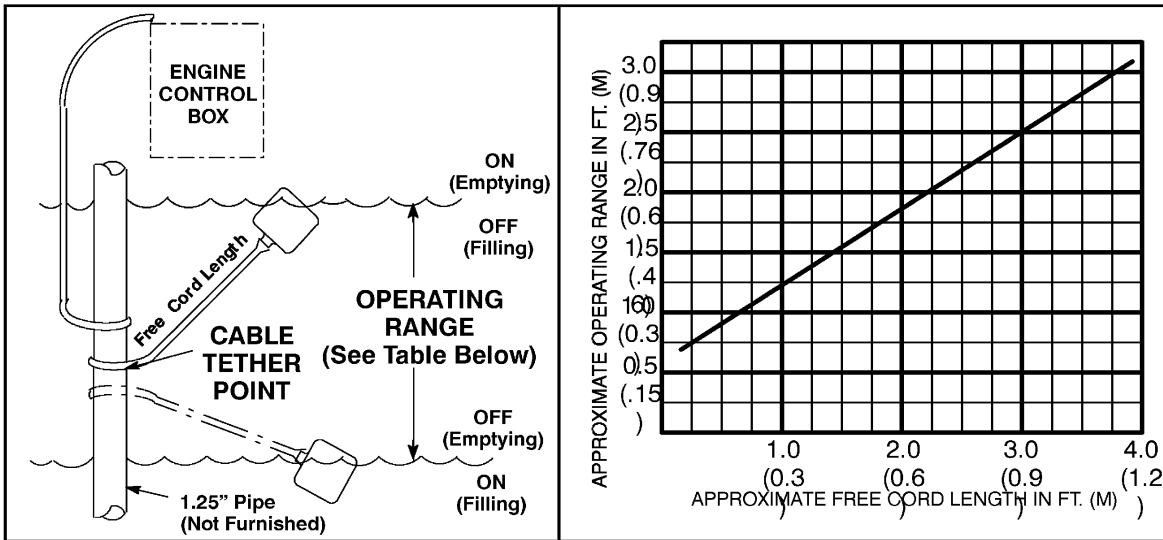 ENGINE
CONTROL
BOX
ON
(Emptying)
OFF
(Filling)
Free Cord Length
OPERATING
RANGE
(See Table Below)
CABLE
TETHER
POINT
OFF
(Emptying)
ON
(Filling)
1.25” Pipe
(Not Furnished)
APPROXIMATE OPERATING RANGE IN FT. (M)
3.0
(0.9
)
2.5
(.76
)
2.0
(0.6
)
1.5
(.4
6)
1.0
(0.3
)
0.5
(.15
)
1.0
(0.3
)
2.0
(0.6
)
3.0
(0.9
)
4.0
(1.2
)
APPROXIMATE FREE CORD LENGTH IN FT. (M)